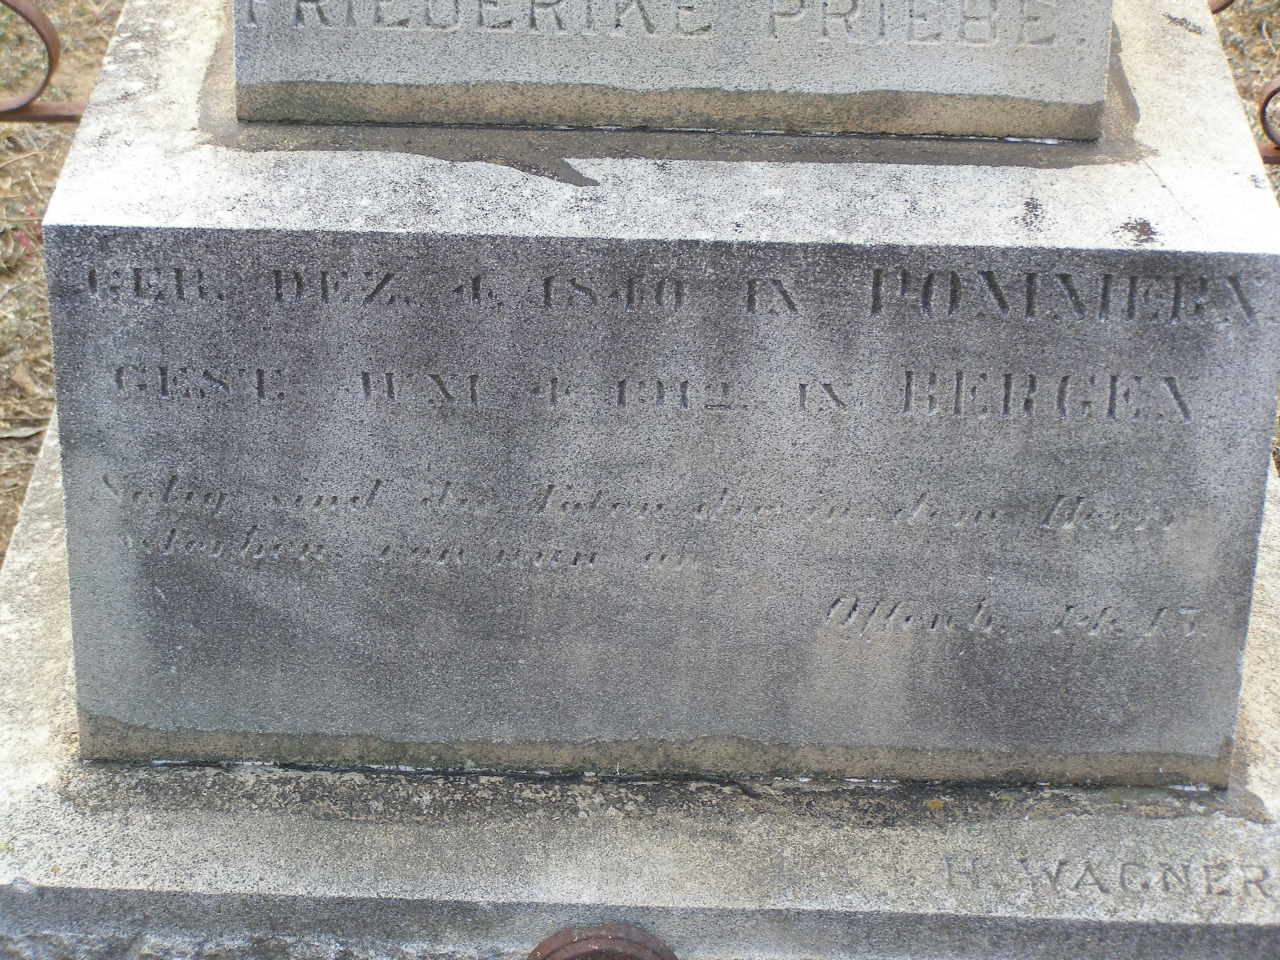 FRIEDERIKE PRIEBE.
GEB. DEZ. 4. 1840 IN POMMERN
GEST. JUNI 4. 1912. IN BERGEN
Selig sind die Toten die in dem Herrn
sterben von nun an
Offenb. 14. 13.
H. WAGNER